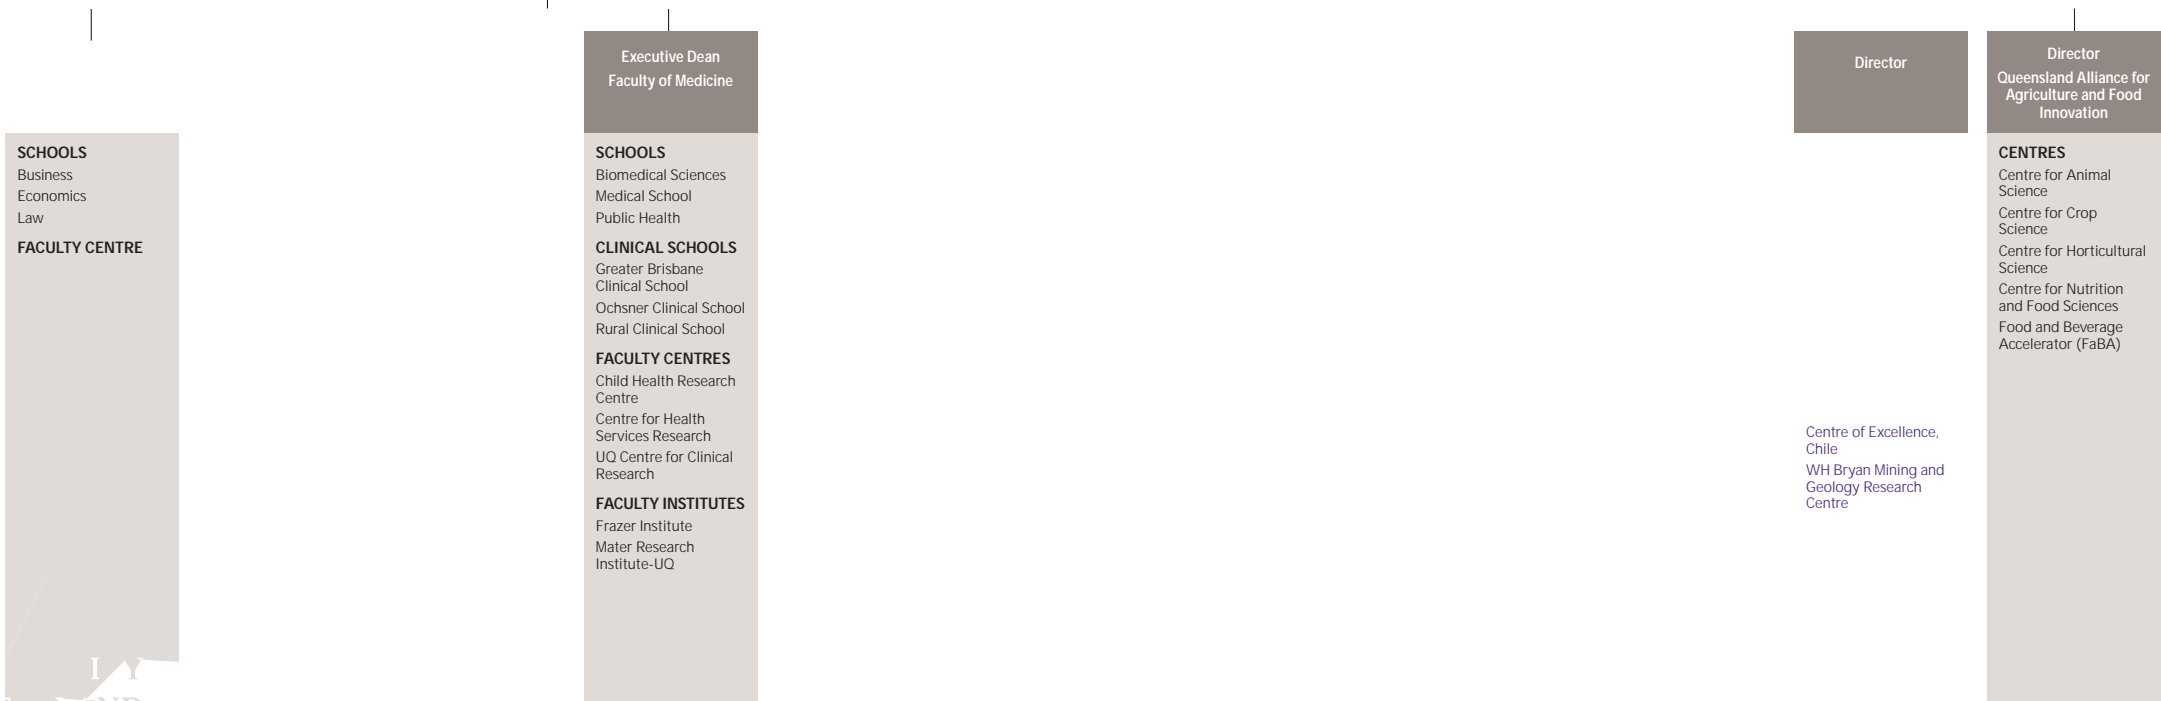 SCHOOLS
Business
Economics
Law
FACULTY CENTRE
I Y
Executive Dean
Faculty of Medicine
SCHOOLS
Biomedical Sciences
Medical School
Public Health
CLINICAL SCHOOLS
Greater Brisbane
Clinical School
Ochsner Clinical School
Rural Clinical School
FACULTY CENTRES
Child Health Research
Centre
Centre for Health
Services Research
UQ Centre for Clinical
Research
FACULTY INSTITUTES
Frazer Institute
Mater Research
Institute-UQ
Director
Centre of Excellence,
Chile
WH Bryan Mining and
Geology Research
Centre
Director
Queensland Alliance for
Agriculture and Food
Innovation
CENTRES
Centre for Animal
Science
Centre for Crop
Science
Centre for Horticultural
Science
Centre for Nutrition
and Food Sciences
Food and Beverage
Accelerator (FaBA)